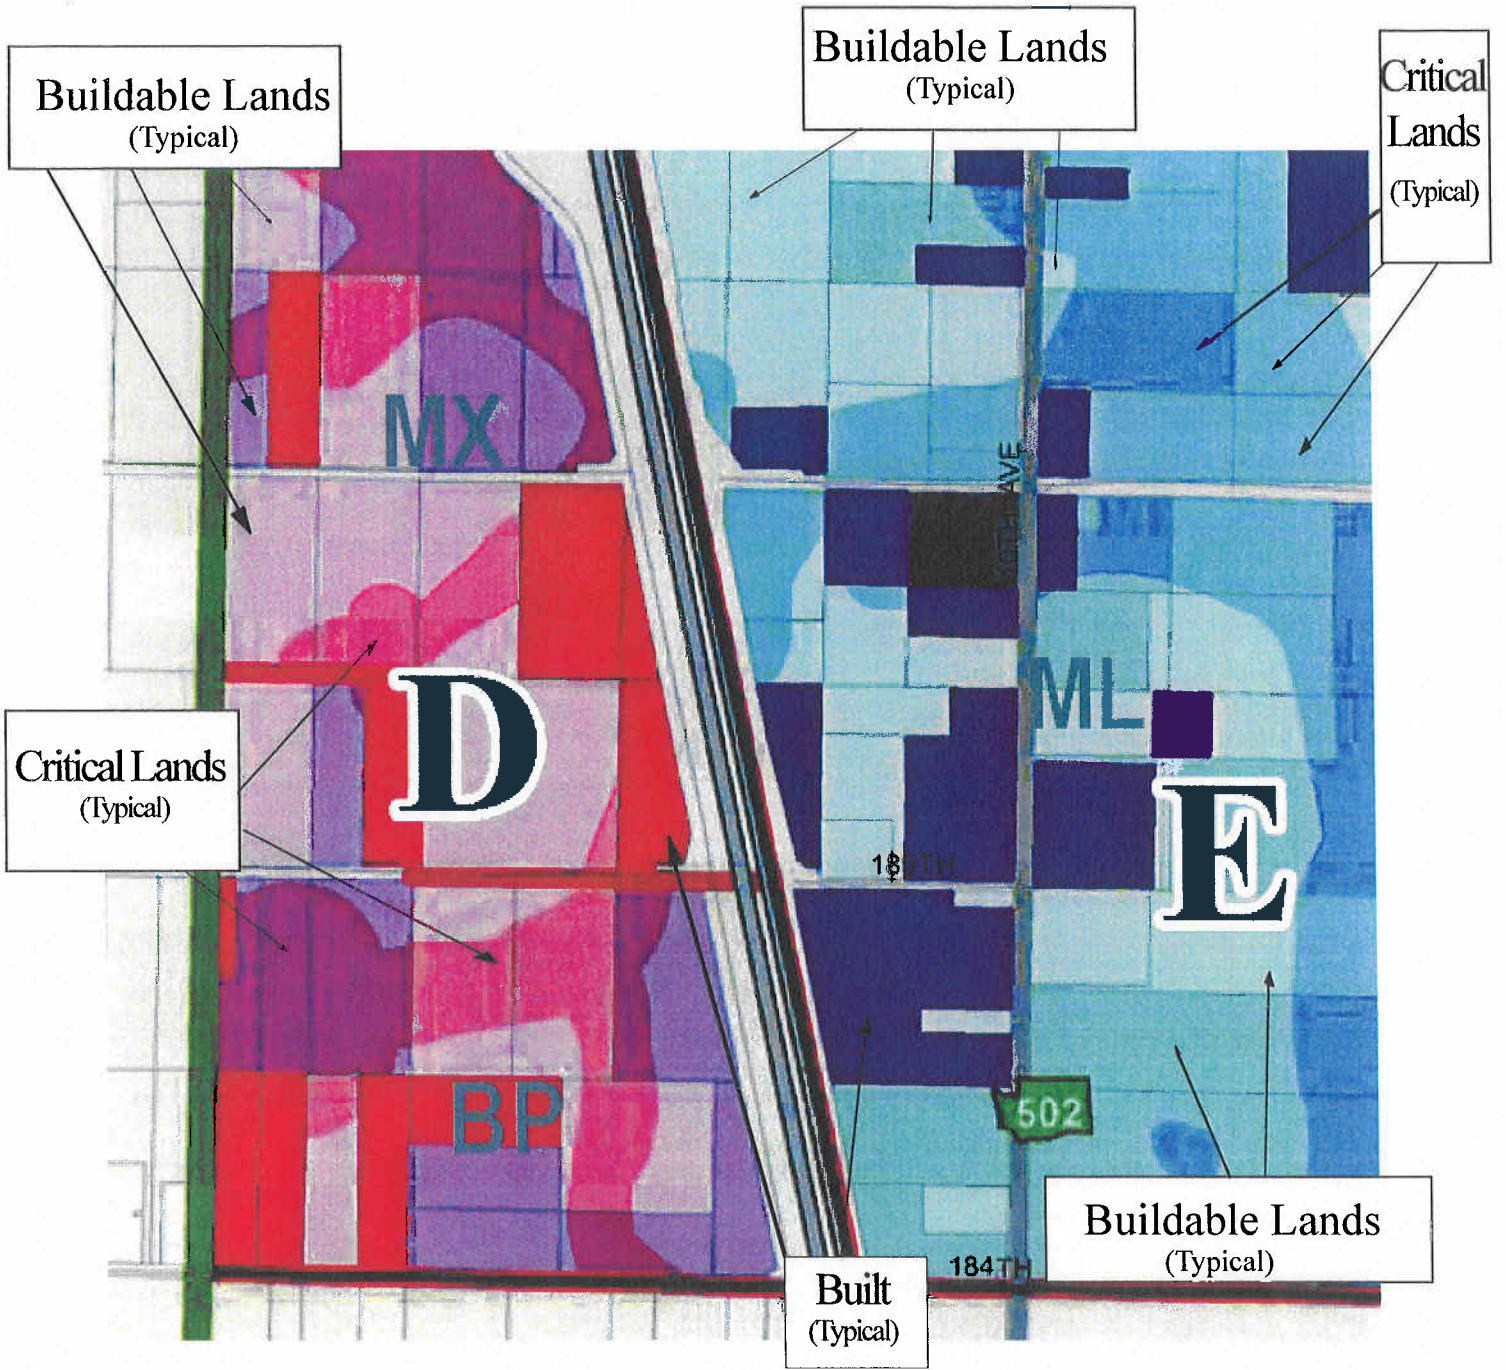 Buildable Lands
(Typical)
Buildable Lands
(Typical)
Critical
Lands
(Typical)
MX
AVE
ML
D
Critical Lands
(Typical)
E
BP
502
184TH
Buildable Lands
(Typical)
Built
(Typical)